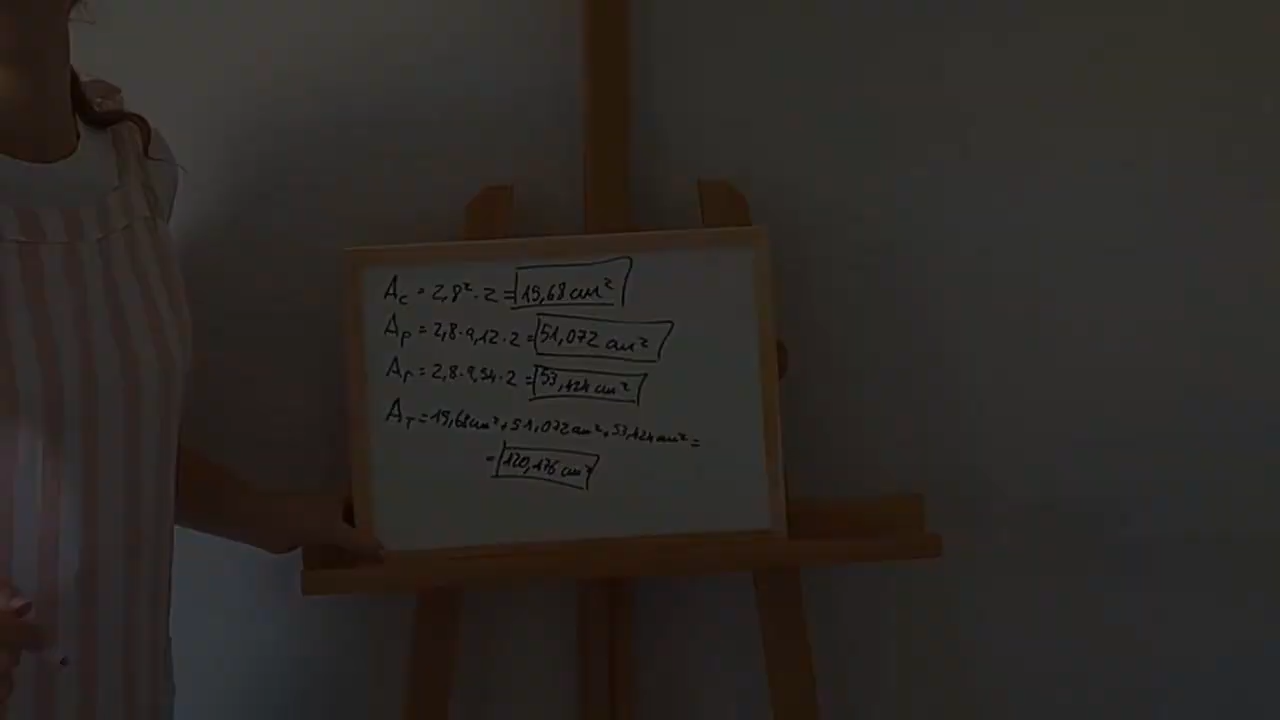 A_C = 2,8² · 2 = 15,68 cm²
A_P = 2,8 · 9,12 · 2 = 51,072 cm²
A_r = 2,8 · 9,54 · 2 = 53,424 cm²
A_T = 15,68 cm² + 51,072 cm² + 53,424 cm² =
= 120,176 cm²